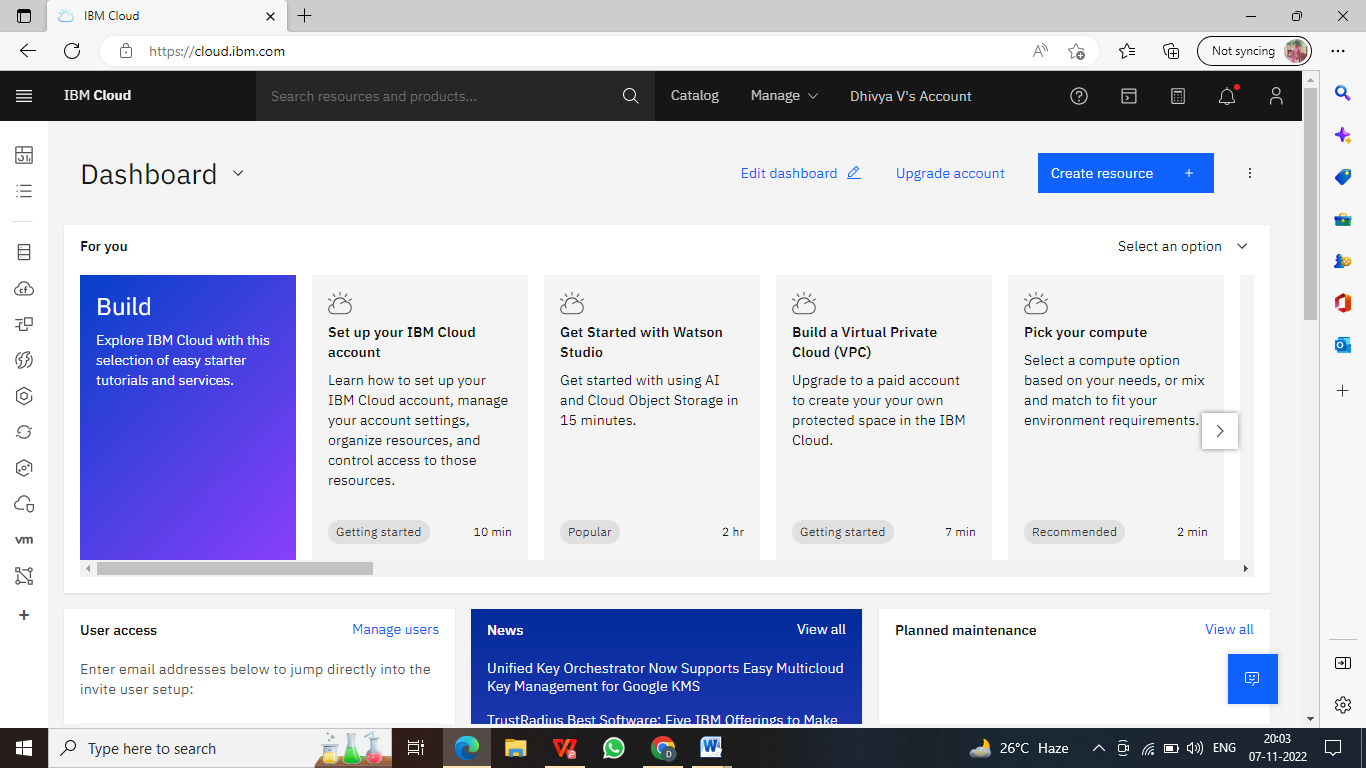 IBM Cloud
https://cloud.ibm.com
Not syncing
IBM Cloud
Search resources and products...
Catalog
Manage
Dhivya V's Account
Dashboard
Edit dashboard
Upgrade account
Create resource
For you
Select an option
Build
Explore IBM Cloud with this
selection of easy starter
tutorials and services.
Set up your IBM Cloud
account
Learn how to set up your
IBM Cloud account, manage
your account settings,
organize resources, and
control access to those
resources.
Getting started
10 min
Get Started with Watson
Studio
Get started with using AI
and Cloud Object Storage in
15 minutes.
Popular
2 hr
Build a Virtual Private
Cloud (VPC)
Upgrade to a paid account
to create your your own
protected space in the IBM
Cloud.
Getting started
7 min
Pick your compute
Select a compute option
based on your needs, or mix
and match to fit your
environment requirements.
Recommended
2 min
vm
User access
Manage users
Enter email addresses below to jump directly into the
invite user setup:
News
View all
Unified Key Orchestrator Now Supports Easy Multicloud
Key Management for Google KMS
TrustRadius Best Software: Five IBM Offerings to Make
Planned maintenance
View all
Type here to search
26°C Haze
ENG
20:03
07-11-2022